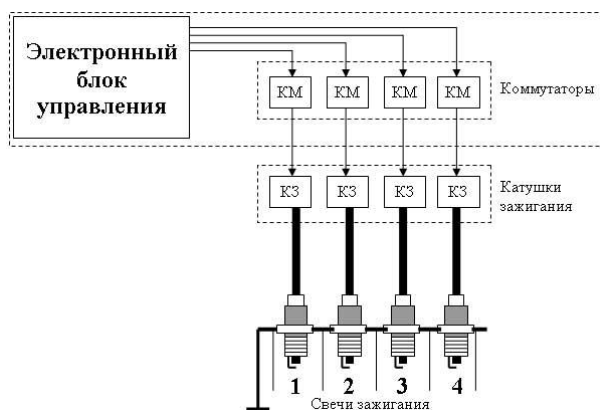 Электронный
блок
управления
КМ КМ КМ КМ
Коммутаторы
КЗ КЗ КЗ КЗ
Катушки
зажигания
1 2 3 4
Свечи зажигания